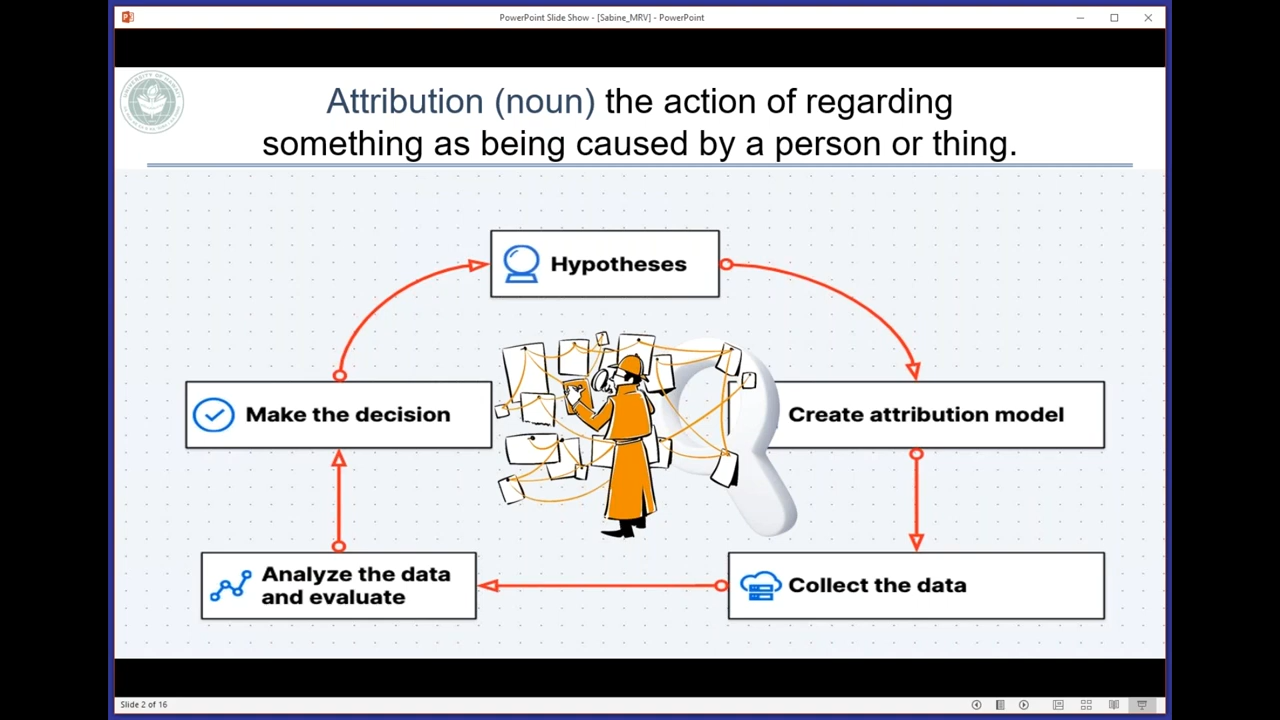 PowerPoint Slide Show - [Sabine_MRV] - PowerPoint
Attribution (noun) the action of regarding
something as being caused by a person or thing.
Hypotheses
Make the decision
Create attribution model
Analyze the data
and evaluate
Collect the data
Slide 2 of 16